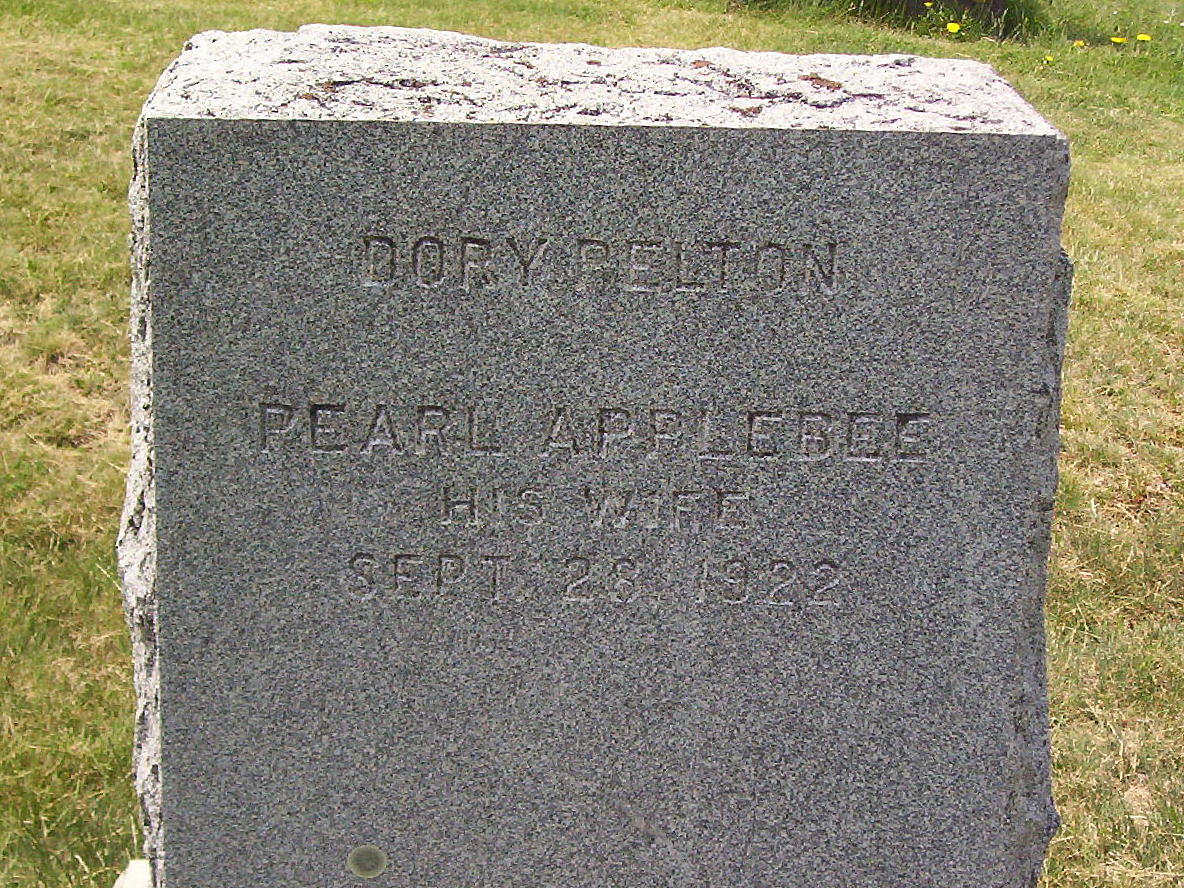 DORY PELTON
PEARL APPLEBEE
HIS WIFE
SEPT. 28, 1922